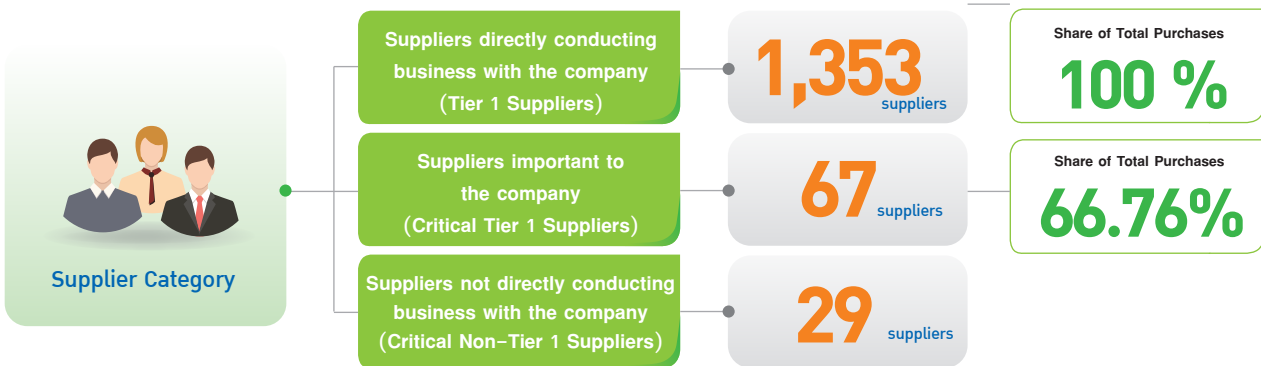 Supplier Category
Suppliers directly conducting
business with the company
(Tier 1 Suppliers)
1,353
suppliers
Share of Total Purchases
100 %
Suppliers important to
the company
(Critical Tier 1 Suppliers)
67 suppliers
Share of Total Purchases
66.76%
Suppliers not directly conducting
business with the company
(Critical Non-Tier 1 Suppliers)
29 suppliers